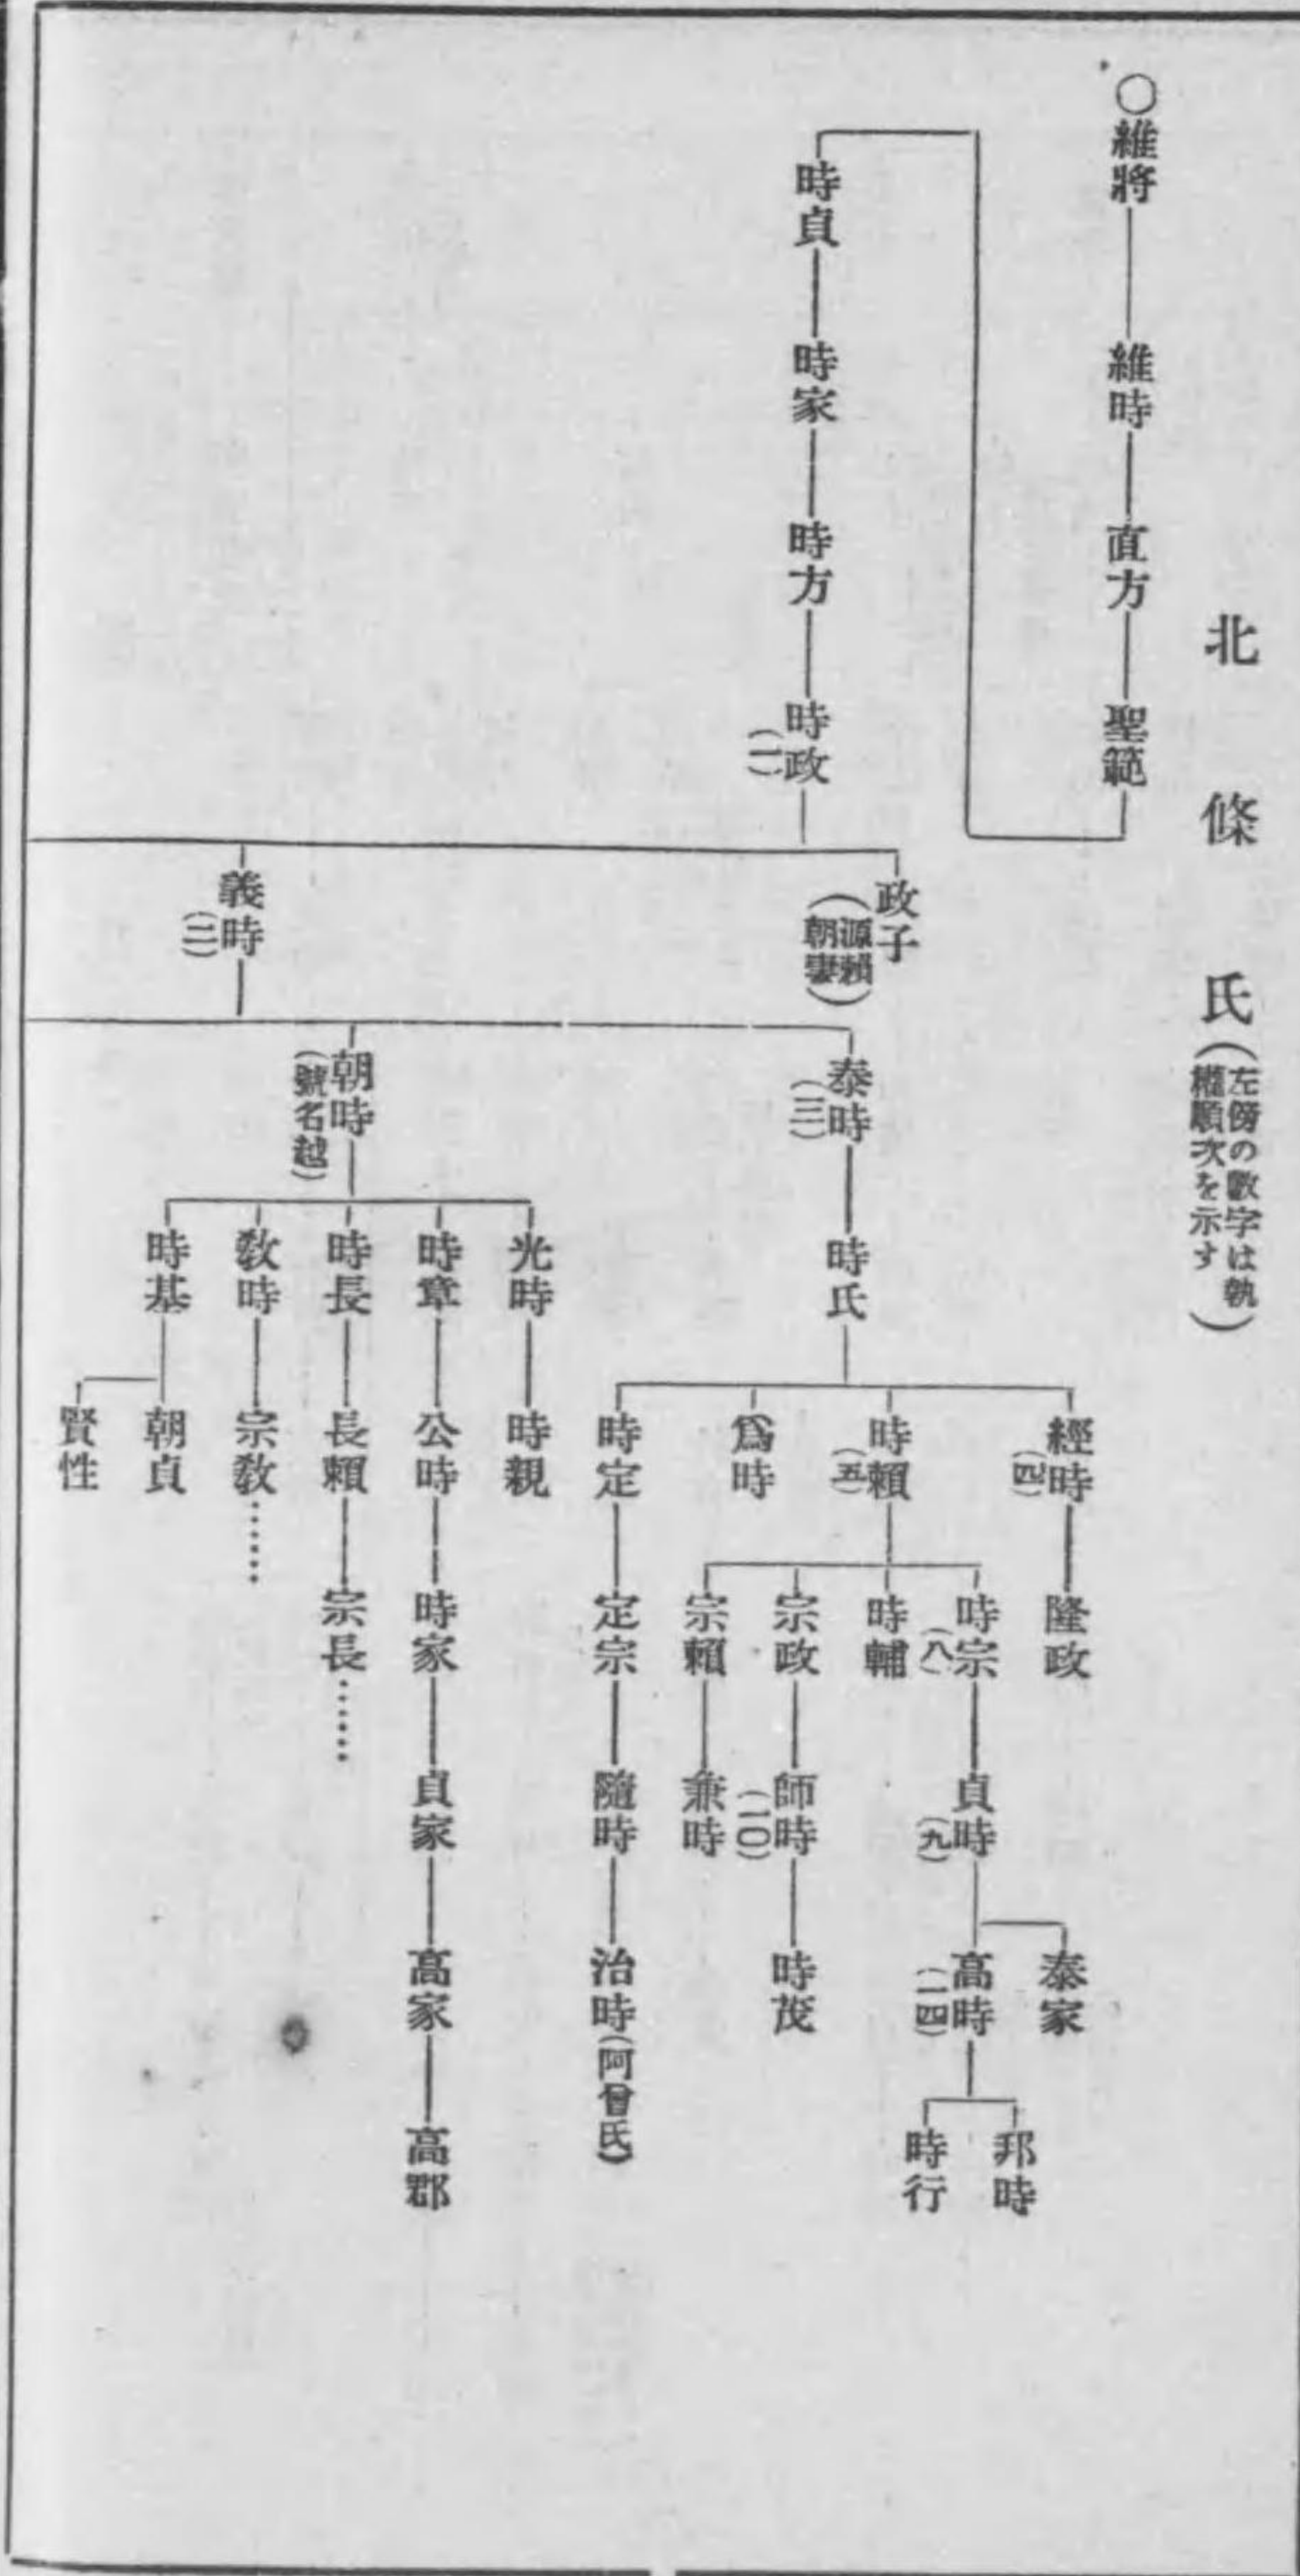 北條氏(左傍の數字は執
權順次を示す)
○維將―維時―直方―聖範
時貞―時家―時方―時政
(一)
政子
(源賴
朝妻)
義時
(二)
泰時
(三)
時氏
經時
(四)
隆政
時賴
(五)
時宗
(八)
貞時
(九)
泰家
高時
(一四)
邦時
時行
時輔
宗政―師時―時茂
(一〇)
宗賴―兼時
爲時
時定―定宗―隨時―治時(阿曾氏)
朝時
(號名越)
光時―時親
時章―公時―時家―貞家―高家―高郡
時長―長賴―宗長……
敎時―宗敎……
時基
朝貞
賢性